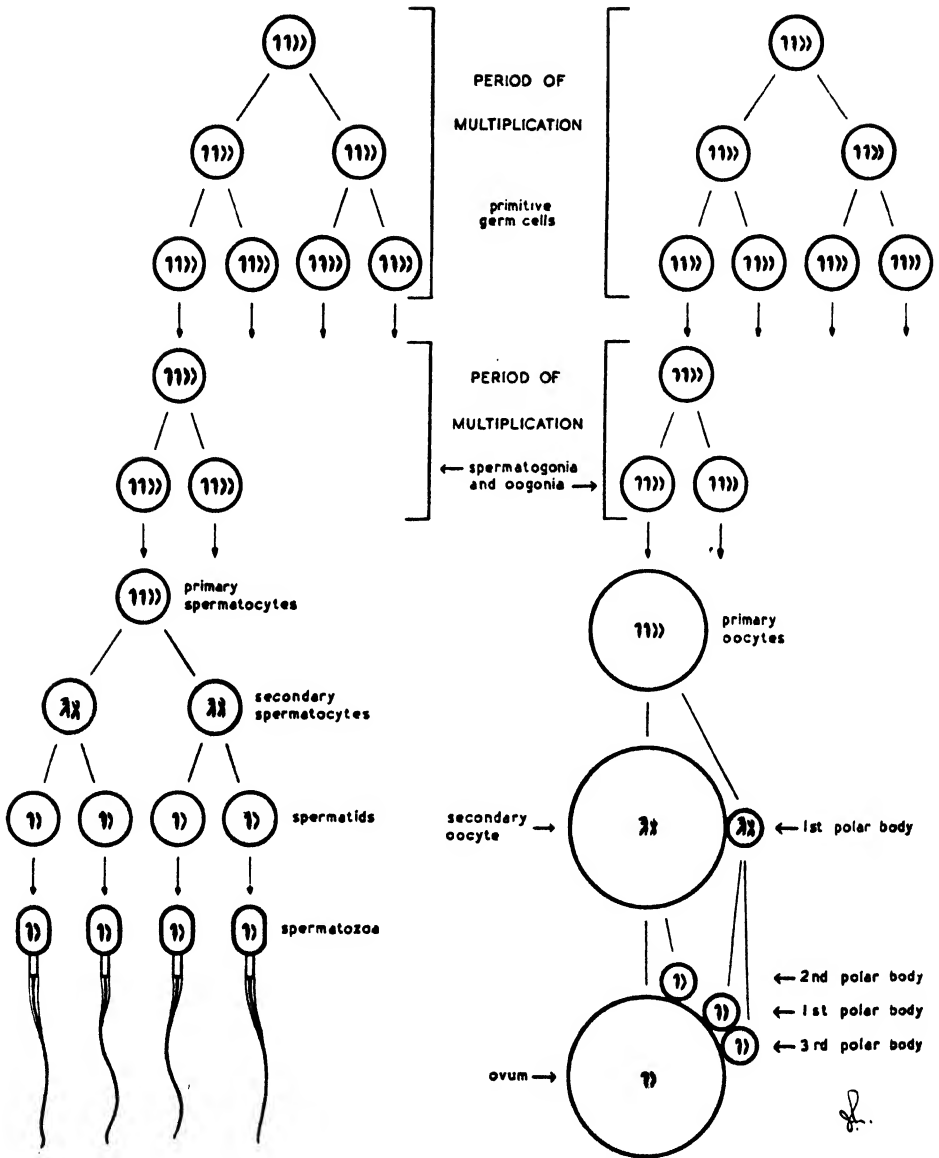 PERIOD OF
MULTIPLICATION
primitive
germ cells
PERIOD OF
MULTIPLICATION
spermatogonia
and oogonia
primary
spermatocytes
primary
oocytes
secondary
spermatocytes
spermatids
secondary
oocyte
1st polar body
spermatozoa
2nd polar body
1st polar body
3rd polar body
ovum